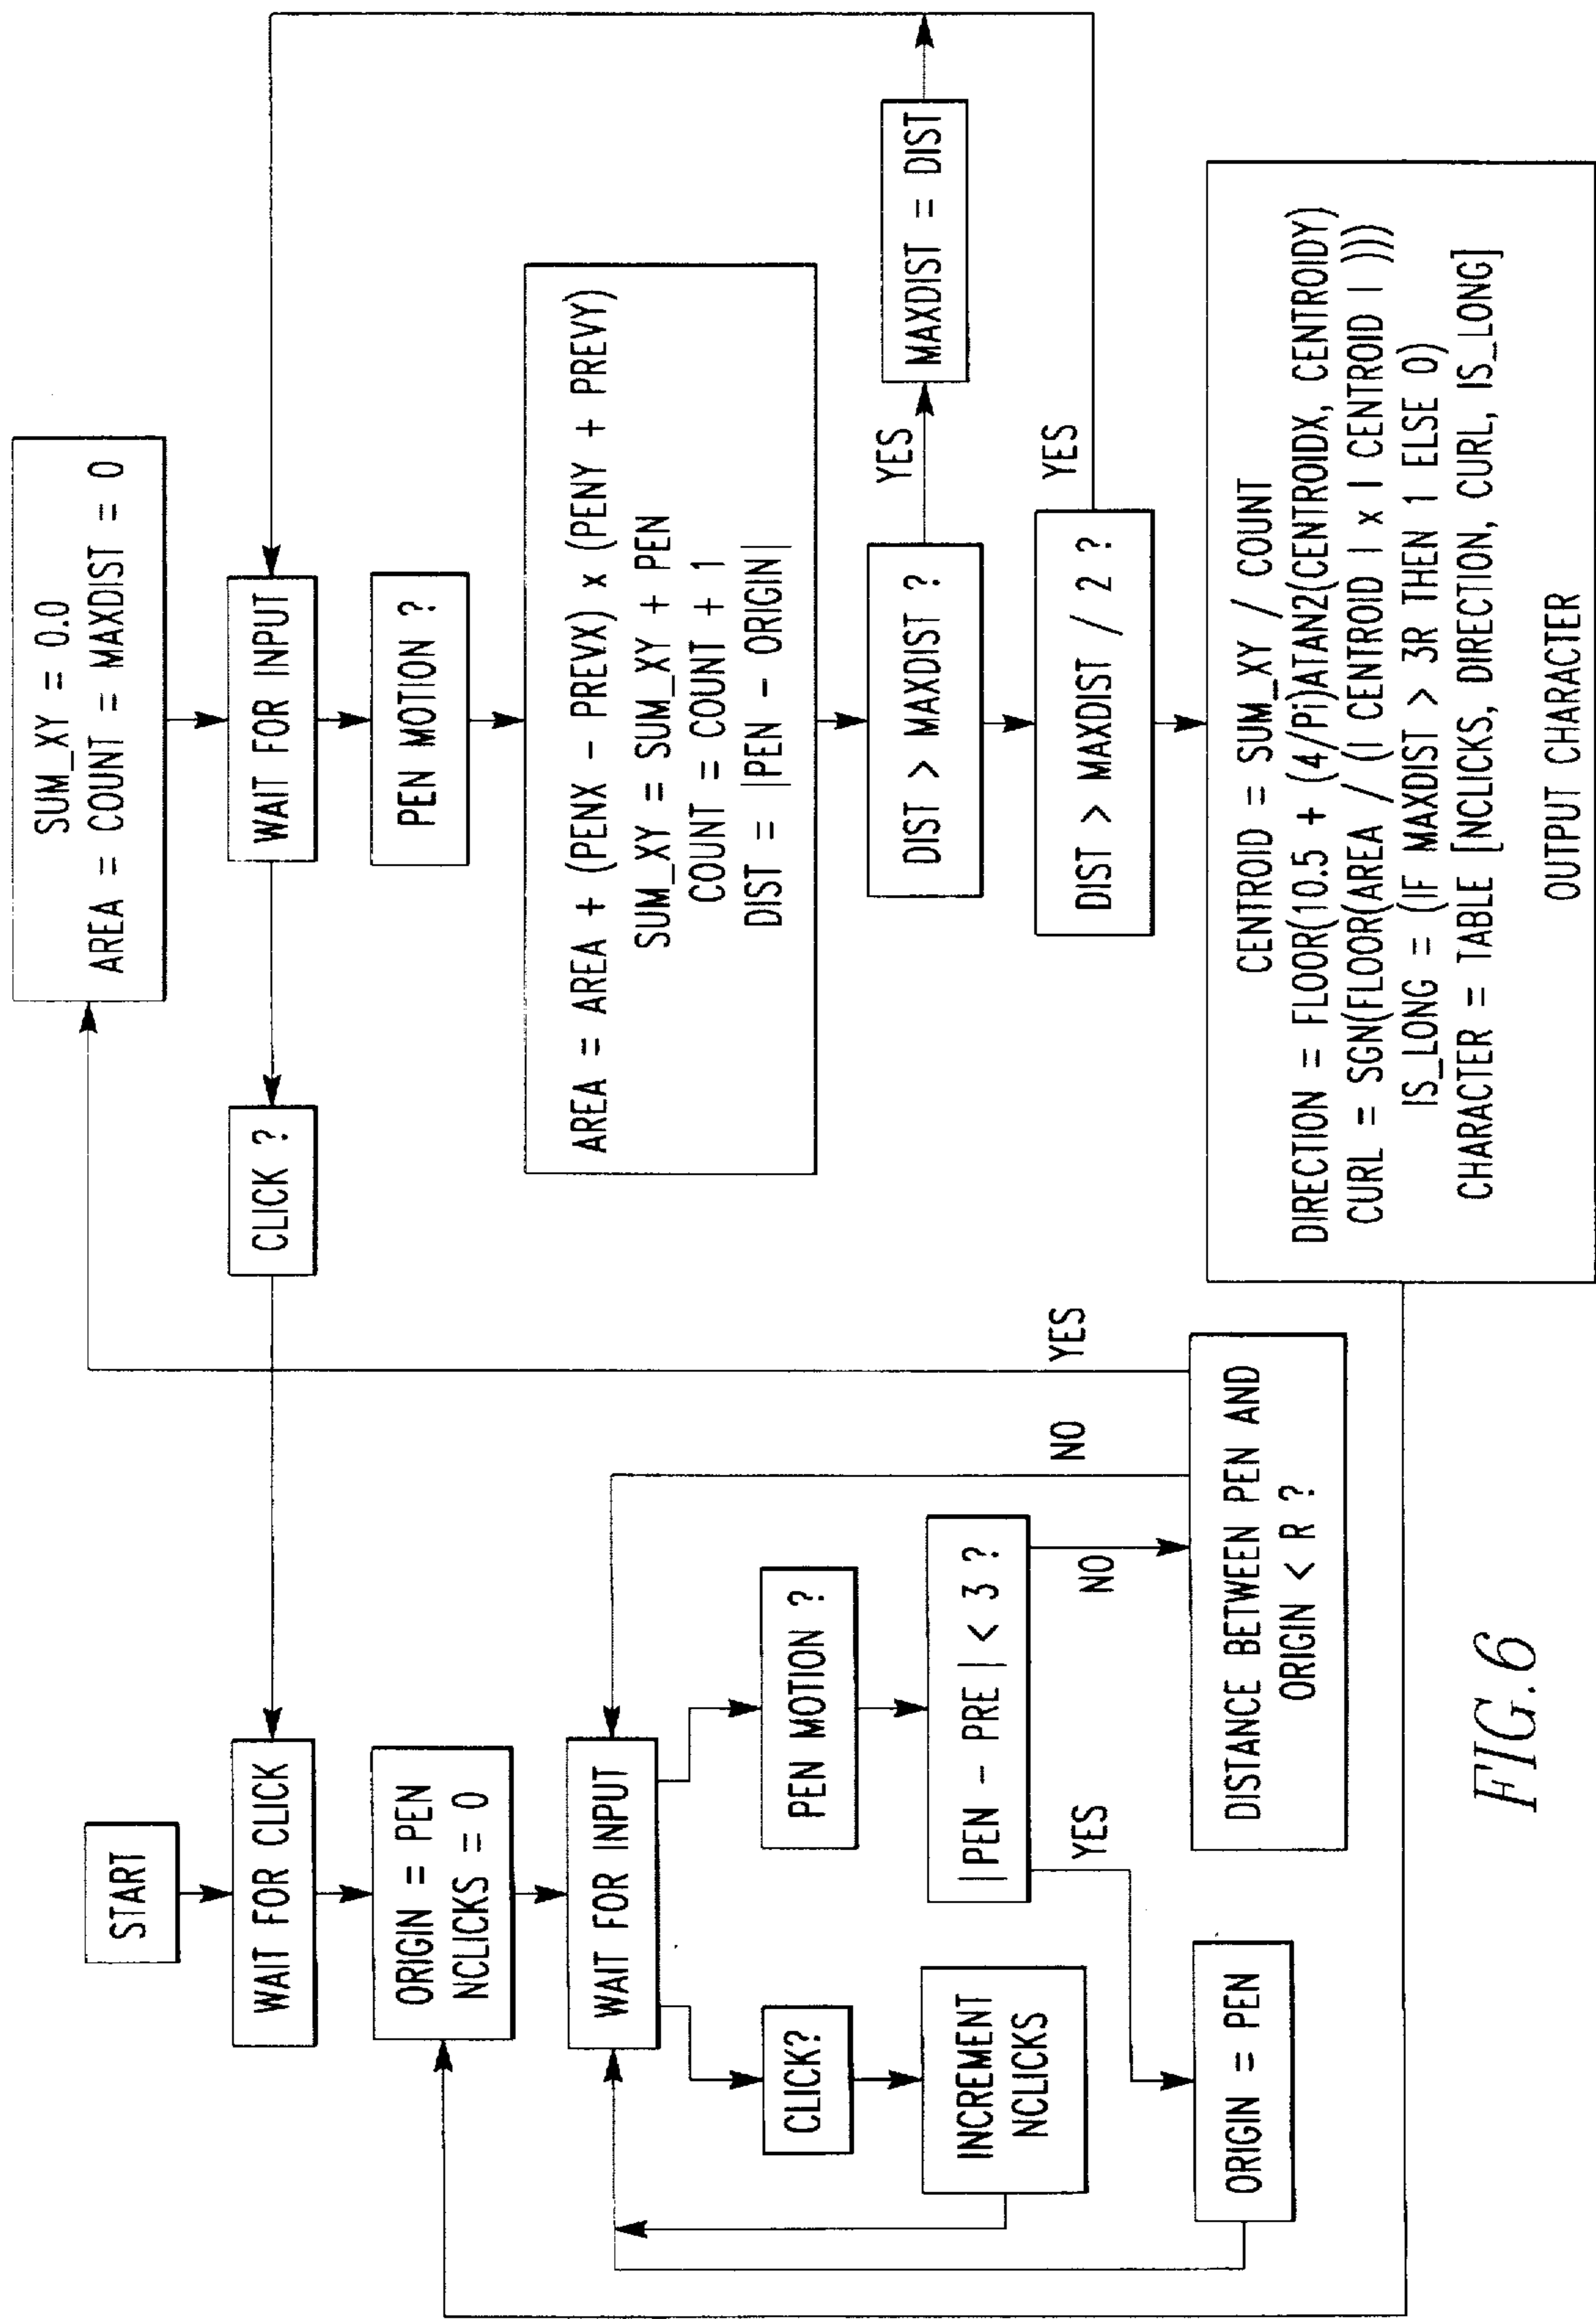 START
WAIT FOR CLICK
ORIGIN = PEN
NCLICKS = 0
WAIT FOR INPUT
CLICK?
INCREMENT
NCLICKS
PEN MOTION ?
|PEN - PRE | < 3 ?
YES
NO
ORIGIN = PEN
DISTANCE BETWEEN PEN AND
ORIGIN < R ?
NO
YES
SUM_XY = 0.0
AREA = COUNT = MAXDIST = 0
WAIT FOR INPUT
CLICK ?
PEN MOTION ?
AREA = AREA + (PENX - PREVX) x (PENY + PREVY)
SUM_XY = SUM_XY + PEN
COUNT = COUNT + 1
DIST = |PEN - ORIGIN|
DIST > MAXDIST ?
YES
MAXDIST = DIST
DIST > MAXDIST / 2 ?
YES
CENTROID = SUM_XY / COUNT
DIRECTION = FLOOR(10.5 + (4/Pi)ATAN2(CENTROIDX, CENTROIDY)
CURL = SGN(FLOOR(AREA / (| CENTROID | x | CENTROID | )))
IS_LONG = (IF MAXDIST > 3R THEN 1 ELSE 0)
CHARACTER = TABLE [NCLICKS, DIRECTION, CURL, IS_LONG]
OUTPUT CHARACTER
FIG.6